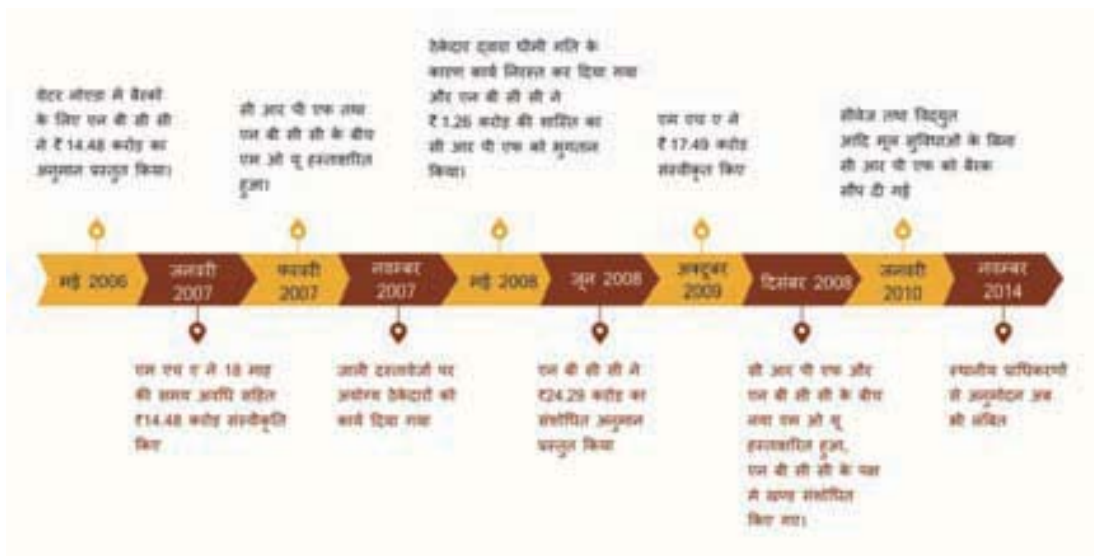 ग्रेटर नोएडा में बैरकों
के लिए एन बी सी सी
ने ₹ 14.48 करोड़ का
अनुमान प्रस्तुत किया।
सी आर पी एफ तथा
एन बी सी सी के बीच
एम ओ यू हस्ताक्षरित
हुआ।
ठेकेदार द्वारा धीमी गति के
कारण कार्य निरस्त कर दिया गया
और एन बी सी सी ने
₹ 1.26 करोड़ की शास्ति का
सी आर पी एफ को भुगतान
किया।
एम एच ए ने
₹ 17.49 करोड़
संस्वीकृत किए
सीवेज तथा विद्युत
आदि मूल सुविधाओं के बिना
सी आर पी एफ को बैरक
सौंप दी गई
मई 2006
जनवरी
2007
फरवरी
2007
नवम्बर
2007
मई 2008
जून 2008
अक्टूबर
2009
दिसंबर 2008
जनवरी
2010
नवम्बर
2014
एम एच ए ने 18 माह
की समय अवधि सहित
₹14.48 करोड़ संस्वीकृति
किए
जाली दस्तावेजों पर
अयोग्य ठेकेदारों को
कार्य दिया गया
एन बी सी सी ने
₹24.29 करोड़ का
संशोधित अनुमान
प्रस्तुत किया
सी आर पी एफ और
एन बी सी सी के बीच
नया एम ओ यू
हस्ताक्षरित हुआ,
एन बी सी सी के पक्ष
में खण्ड संशोधित
किए गए।
स्थानीय प्राधिकरणों
से अनुमोदन अब
भी लंबित